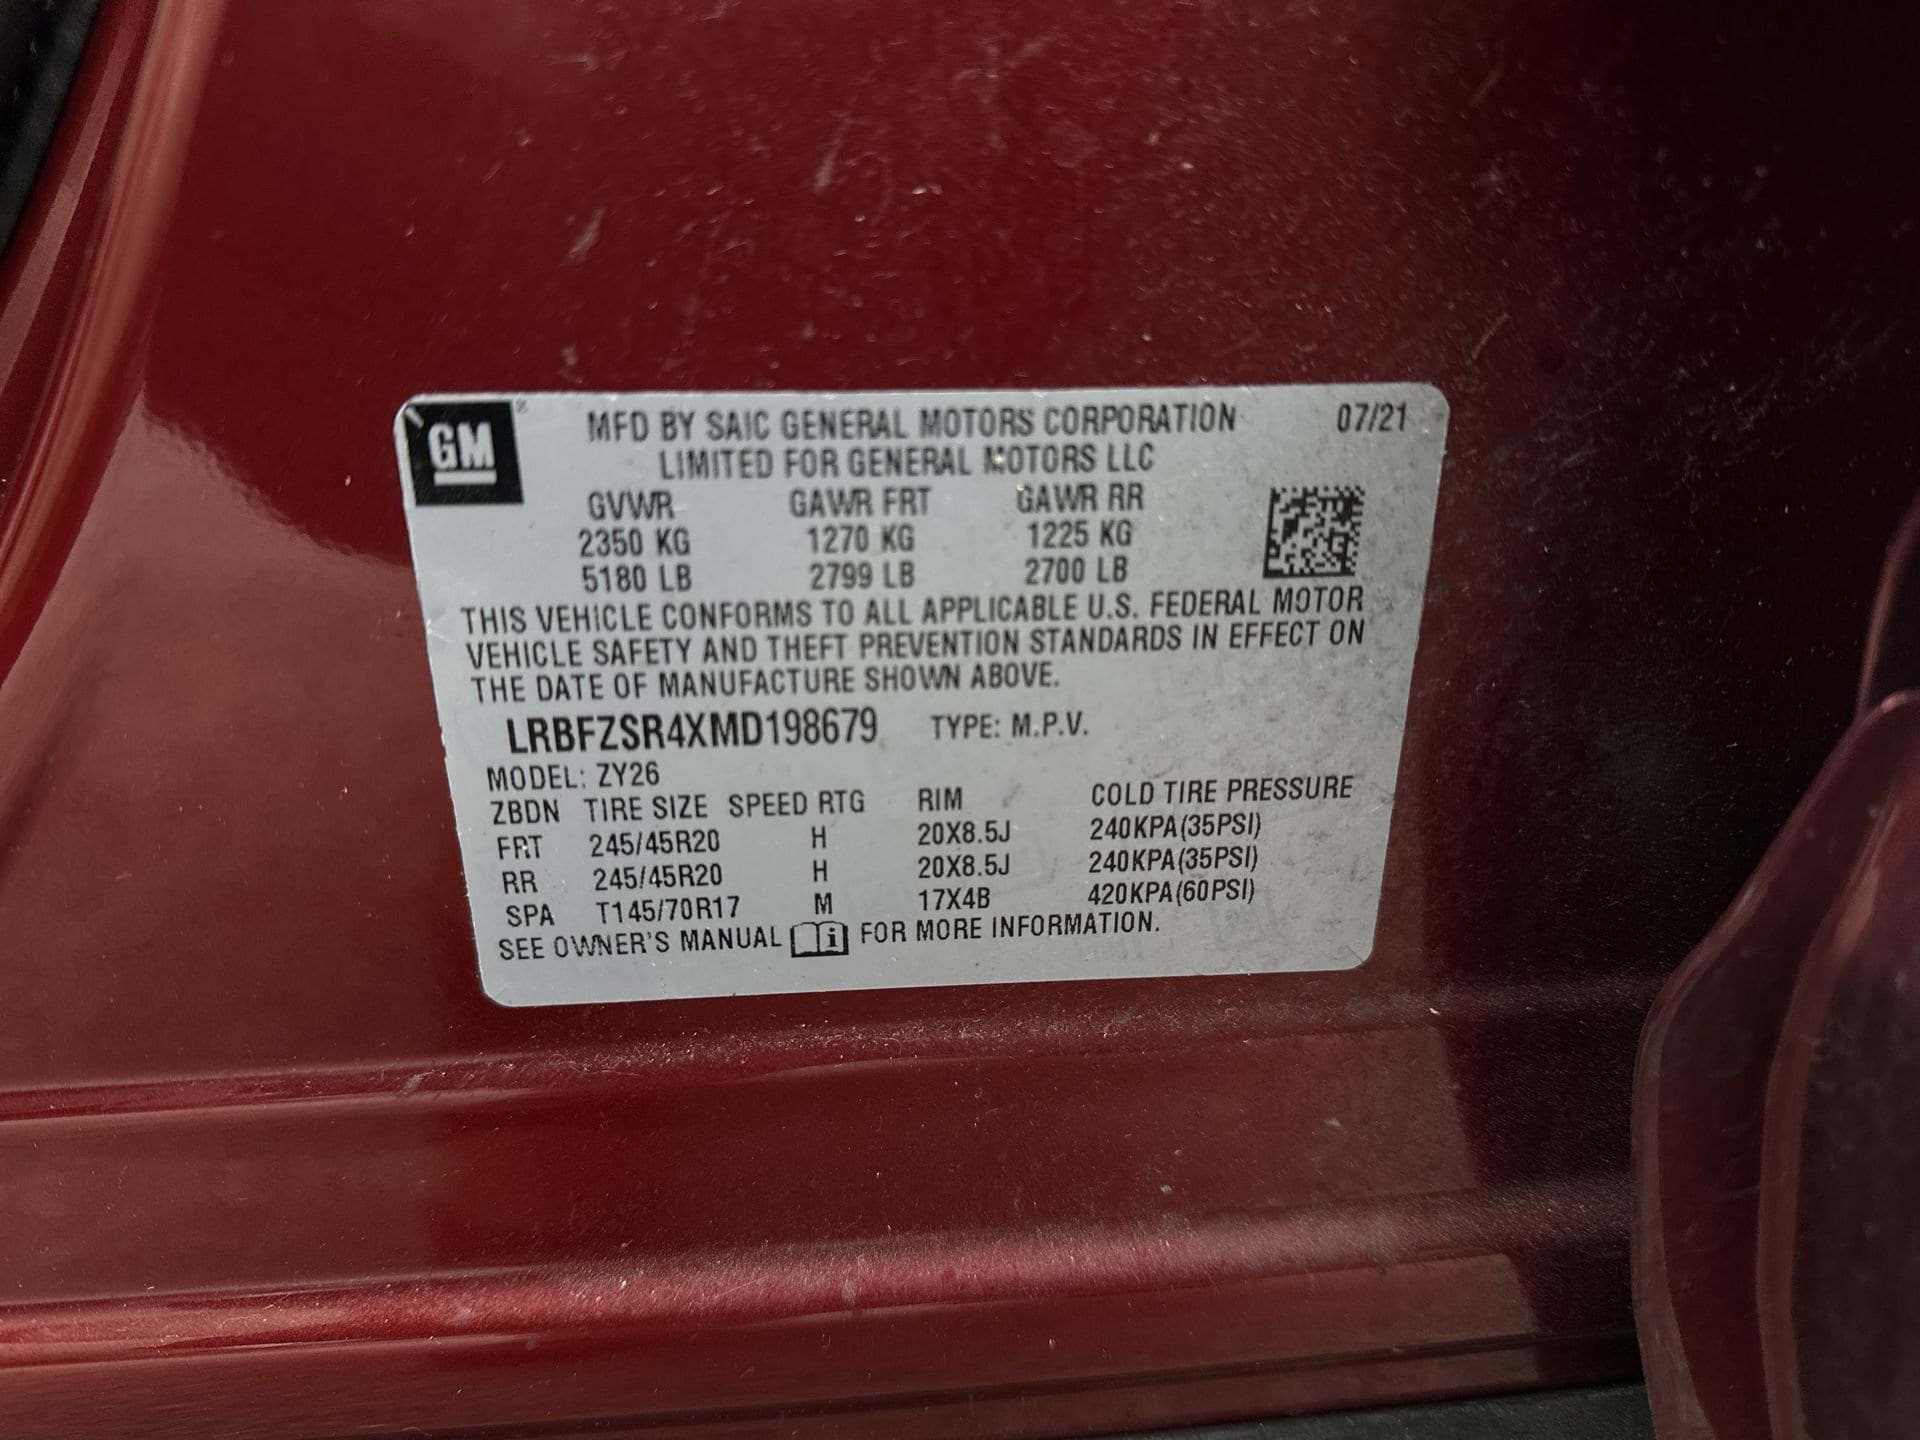 GM
MFD BY SAIC GENERAL MOTORS CORPORATION 07/21
LIMITED FOR GENERAL MOTORS LLC
GVWR GAWR FRT GAWR RR
2350 KG 1270 KG 1225 KG
5180 LB 2799 LB 2700 LB
THIS VEHICLE CONFORMS TO ALL APPLICABLE U.S. FEDERAL MOTOR
VEHICLE SAFETY AND THEFT PREVENTION STANDARDS IN EFFECT ON
THE DATE OF MANUFACTURE SHOWN ABOVE.
LRBFZSR4XMD198679 TYPE: M.P.V.
MODEL: ZY26
ZBDN TIRE SIZE SPEED RTG RIM COLD TIRE PRESSURE
FRT 245/45R20 H 20X8.5J 240KPA(35PSI)
RR 245/45R20 H 20X8.5J 240KPA(35PSI)
SPA T145/70R17 M 17X4B 420KPA(60PSI)
SEE OWNER'S MANUAL i FOR MORE INFORMATION.